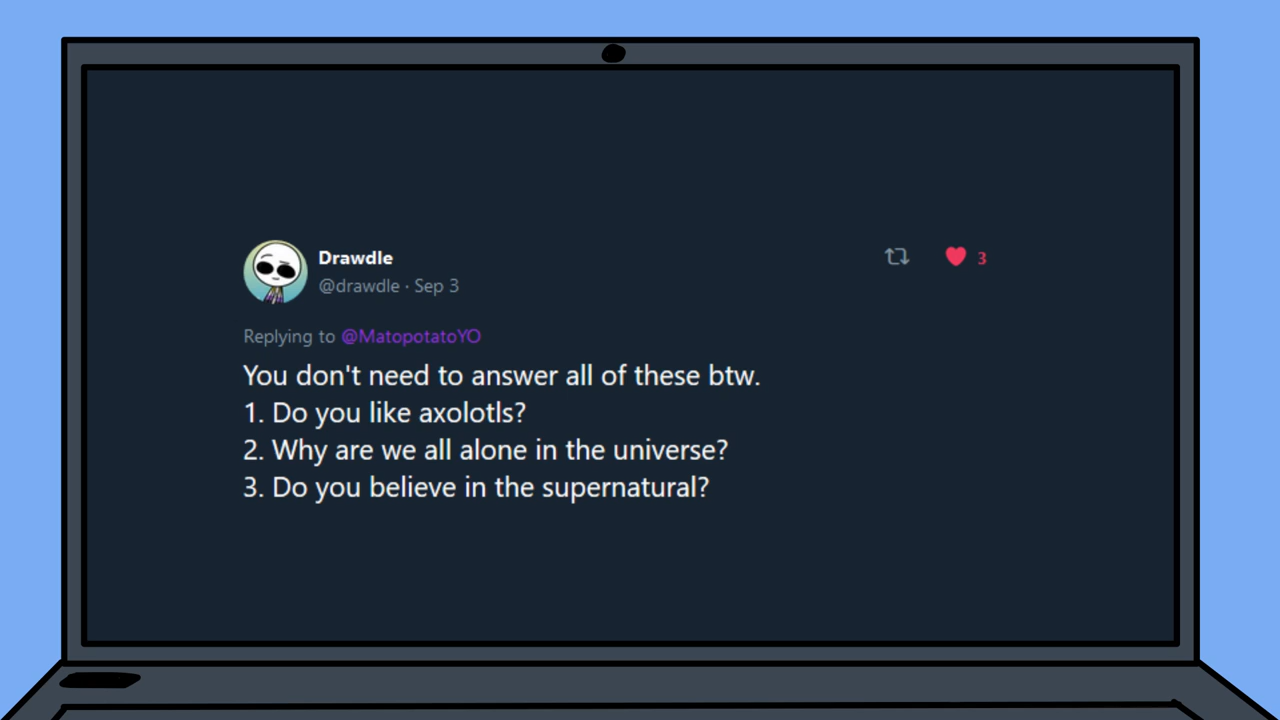 Drawdle
@drawdle · Sep 3
3
Replying to @MatopotatoYO
You don't need to answer all of these btw.
1. Do you like axolotls?
2. Why are we all alone in the universe?
3. Do you believe in the supernatural?